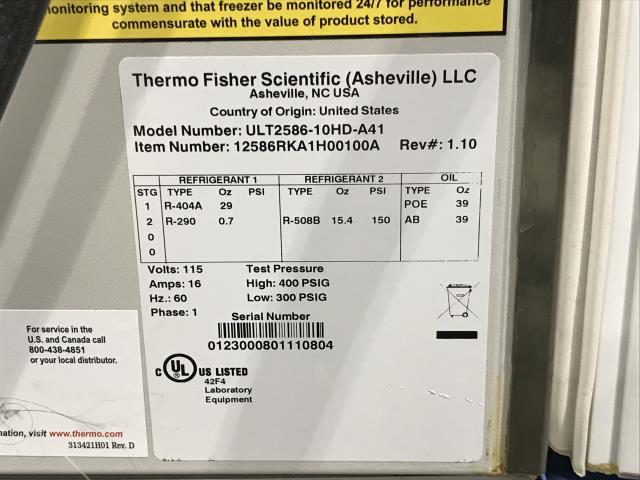 onitoring system and that freezer be monitored 24/7 for performance
commensurate with the value of product stored.
Thermo Fisher Scientific (Asheville) LLC
Asheville, NC USA
Country of Origin: United States
Model Number: ULT2586-10HD-A41
Item Number: 12586RKA1H00100A Rev#: 1.10
REFRIGERANT 1 REFRIGERANT 2 OIL
STG TYPE Oz PSI TYPE Oz PSI TYPE Oz
1 R-404A 29 POE 39
2 R-290 0.7 R-508B 15.4 150 AB 39
0
0
Volts: 115 Test Pressure
Amps: 16 High: 400 PSIG
Hz.: 60 Low: 300 PSIG
Phase: 1 Serial Number
0123000801110804
C UL US LISTED
42F4
Laboratory
Equipment
For service in the
U.S. and Canada call
800-438-4851
or your local distributor.
nation, visit www.thermo.com
313421H01 Rev. D